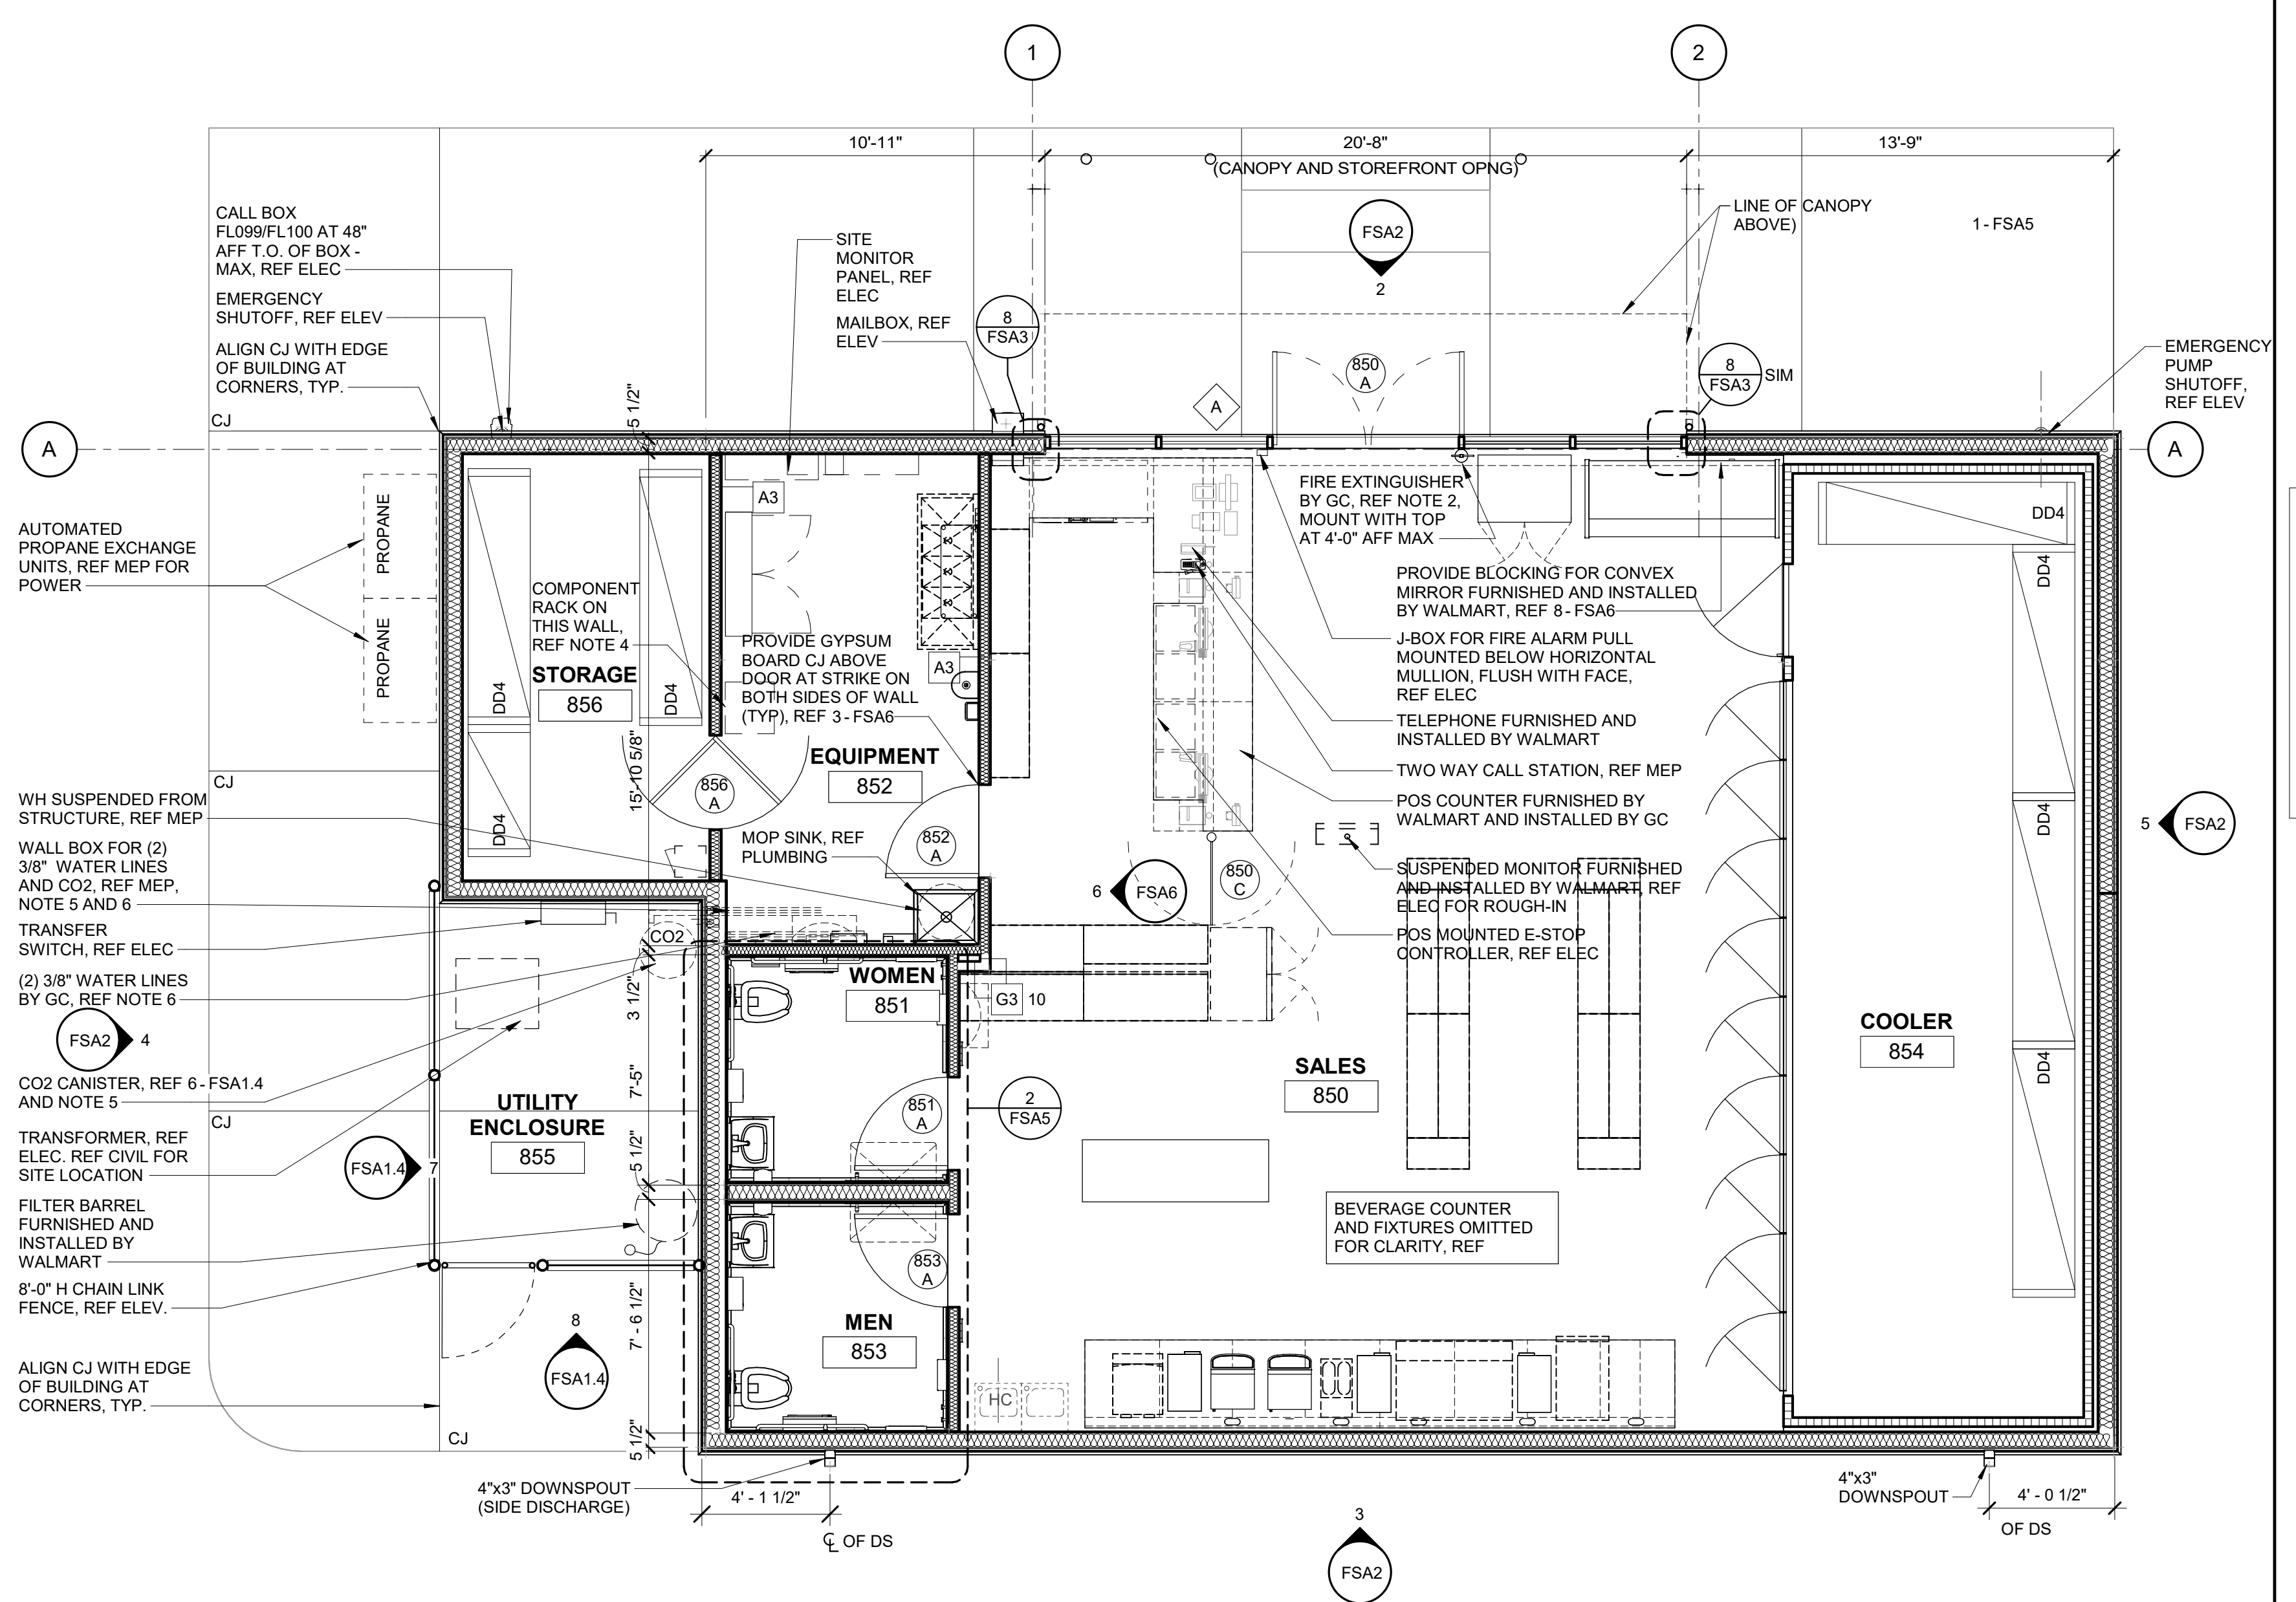 1
2
10'-11"
20'-8"
(CANOPY AND STOREFRONT OPNG)
13'-9"
CALL BOX
FL099/FL100 AT 48"
AFF T.O. OF BOX -
MAX, REF ELEC
EMERGENCY
SHUTOFF, REF ELEV
ALIGN CJ WITH EDGE
OF BUILDING AT
CORNERS, TYP.
CJ
SITE
MONITOR
PANEL, REF
ELEC
MAILBOX, REF
ELEV
8
FSA3
FSA2
2
LINE OF CANOPY
ABOVE)
1 - FSA5
850
A
A
8
FSA3
SIM
EMERGENCY
PUMP
SHUTOFF,
REF ELEV
5 1/2"
A
A
AUTOMATED
PROPANE EXCHANGE
UNITS, REF MEP FOR
POWER
PROPANE
PROPANE
COMPONENT
RACK ON
THIS WALL,
REF NOTE 4
STORAGE
856
DD4
DD4
DD4
A3
A3
PROVIDE GYPSUM
BOARD CJ ABOVE
DOOR AT STRIKE ON
BOTH SIDES OF WALL
(TYP), REF 3 - FSA6
EQUIPMENT
852
15'-10 5/8"
856
A
852
A
MOP SINK, REF
PLUMBING
FIRE EXTINGUISHER
BY GC, REF NOTE 2,
MOUNT WITH TOP
AT 4'-0" AFF MAX
PROVIDE BLOCKING FOR CONVEX
MIRROR FURNISHED AND INSTALLED
BY WALMART, REF 8 - FSA6
J-BOX FOR FIRE ALARM PULL
MOUNTED BELOW HORIZONTAL
MULLION, FLUSH WITH FACE,
REF ELEC
TELEPHONE FURNISHED AND
INSTALLED BY WALMART
TWO WAY CALL STATION, REF MEP
POS COUNTER FURNISHED BY
WALMART AND INSTALLED BY GC
SUSPENDED MONITOR FURNISHED
AND INSTALLED BY WALMART, REF
ELEC FOR ROUGH-IN
POS MOUNTED E-STOP
CONTROLLER, REF ELEC
DD4
DD4
DD4
DD4
5
FSA2
CJ
WH SUSPENDED FROM
STRUCTURE, REF MEP
WALL BOX FOR (2)
3/8" WATER LINES
AND CO2, REF MEP,
NOTE 5 AND 6
TRANSFER
SWITCH, REF ELEC
(2) 3/8" WATER LINES
BY GC, REF NOTE 6
FSA2
4
CO2 CANISTER, REF 6 - FSA1.4
AND NOTE 5
CJ
TRANSFORMER, REF
ELEC. REF CIVIL FOR
SITE LOCATION
FILTER BARREL
FURNISHED AND
INSTALLED BY
WALMART
8'-0" H CHAIN LINK
FENCE, REF ELEV.
ALIGN CJ WITH EDGE
OF BUILDING AT
CORNERS, TYP.
CJ
CO2
3 1/2"
7'-5"
5 1/2"
7' - 6 1/2"
5 1/2"
UTILITY
ENCLOSURE
855
FSA1.4
7
8
FSA1.4
WOMEN
851
851
A
G3
10
6
FSA6
850
C
2
FSA5
853
A
MEN
853
SALES
850
COOLER
854
BEVERAGE COUNTER
AND FIXTURES OMITTED
FOR CLARITY, REF
HC
4"x3" DOWNSPOUT
(SIDE DISCHARGE)
4' - 1 1/2"
℄ OF DS
3
FSA2
4"x3"
DOWNSPOUT
4' - 0 1/2"
OF DS